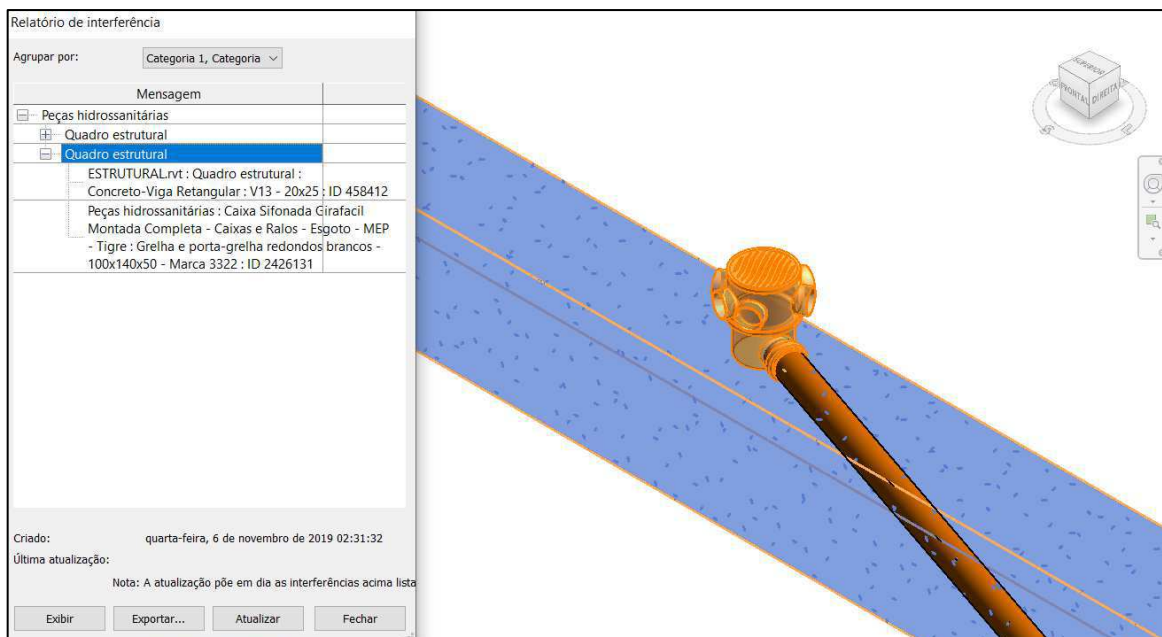 Relatório de interferência
Agrupar por:
Categoria 1, Categoria
Mensagem
Peças hidrossanitárias
Quadro estrutural
Quadro estrutural
ESTRUTURAL.rvt : Quadro estrutural :
Concreto-Viga Retangular : V13 - 20x25 : ID 458412
Peças hidrossanitárias : Caixa Sifonada Girafacil
Montada Completa - Caixas e Ralos - Esgoto - MEP
- Tigre : Grelha e porta-grelha redondos brancos -
100x140x50 - Marca 3322 : ID 2426131
Criado:
quarta-feira, 6 de novembro de 2019 02:31:32
Última atualização:
Nota: A atualização põe em dia as interferências acima lista
Exibir
Exportar...
Atualizar
Fechar
SUPERIOR
FRONTAL
DIREITA